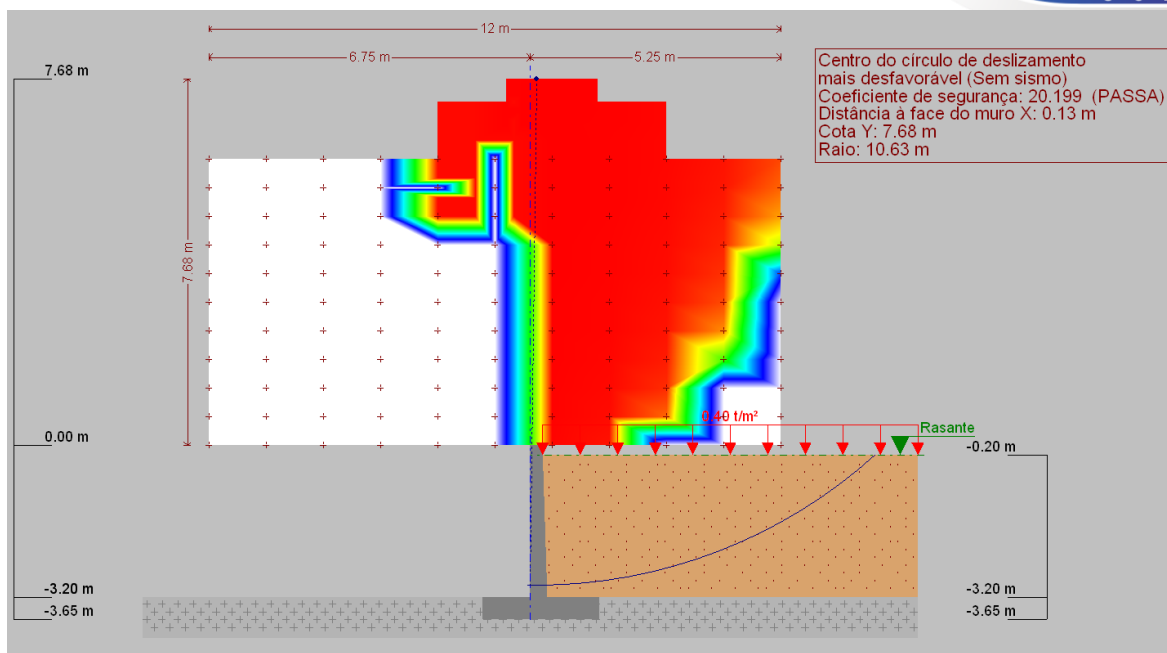 12 m
6.75 m
5.25 m
7.68 m
7.68 m
Centro do círculo de deslizamento
mais desfavorável (Sem sismo)
Coeficiente de segurança: 20.199 (PASSA)
Distância à face do muro X: 0.13 m
Cota Y: 7.68 m
Raio: 10.63 m
0.40 t/m²
Rasante
0.00 m
-0.20 m
-3.20 m
-3.20 m
-3.65 m
-3.65 m